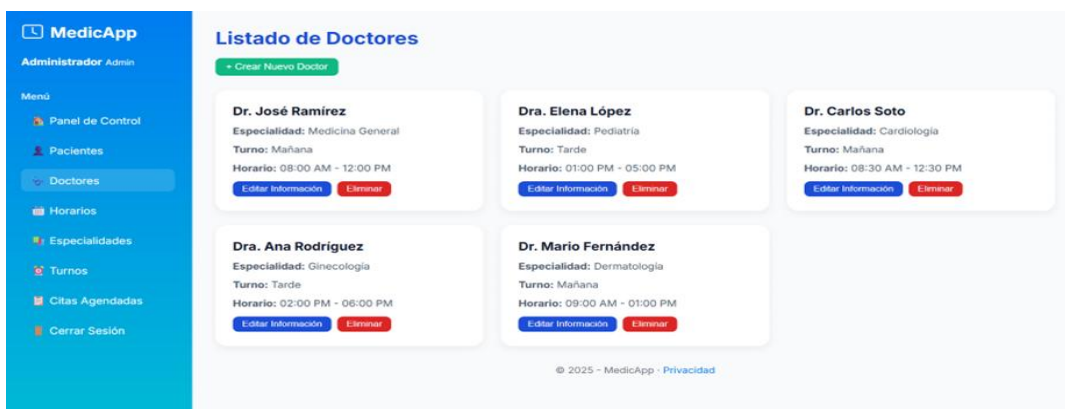 MedicApp
Administrador Admin
Menú
Panel de Control
Pacientes
Doctores
Horarios
Especialidades
Turnos
Citas Agendadas
Cerrar Sesión
Listado de Doctores
+ Crear Nuevo Doctor
Dr. José Ramírez
Especialidad: Medicina General
Turno: Mañana
Horario: 08:00 AM - 12:00 PM
Editar Información Eliminar
Dra. Elena López
Especialidad: Pediatría
Turno: Tarde
Horario: 01:00 PM - 05:00 PM
Editar Información Eliminar
Dr. Carlos Soto
Especialidad: Cardiología
Turno: Mañana
Horario: 08:30 AM - 12:30 PM
Editar Información Eliminar
Dra. Ana Rodríguez
Especialidad: Ginecología
Turno: Tarde
Horario: 02:00 PM - 06:00 PM
Editar Información Eliminar
Dr. Mario Fernández
Especialidad: Dermatología
Turno: Mañana
Horario: 09:00 AM - 01:00 PM
Editar Información Eliminar
© 2025 - MedicApp · Privacidad